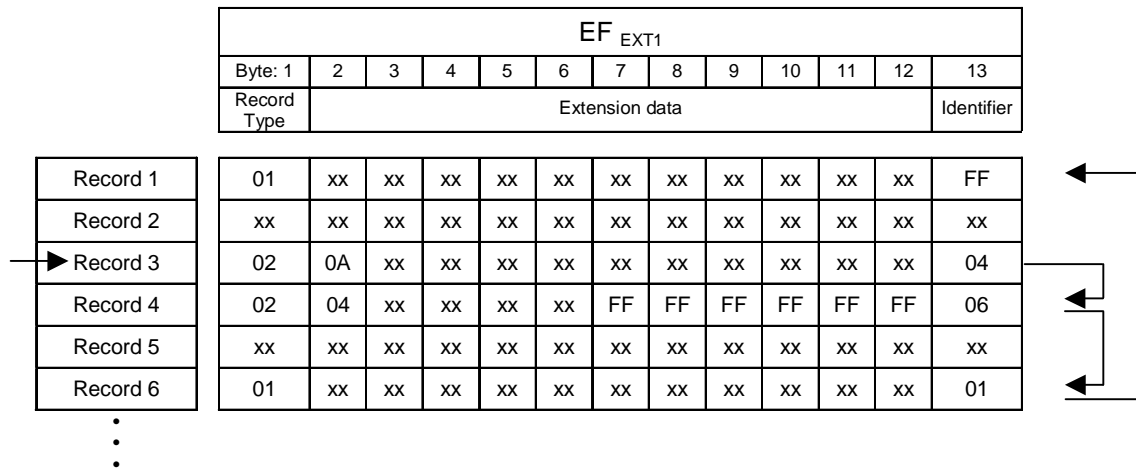 EF EXT1
Byte: 1 2 3 4 5 6 7 8 9 10 11 12 13
Record Type Extension data Identifier
Record 1 01 xx xx xx xx xx xx xx xx xx xx xx FF
Record 2 xx xx xx xx xx xx xx xx xx xx xx xx xx
Record 3 02 0A xx xx xx xx xx xx xx xx xx xx 04
Record 4 02 04 xx xx xx xx FF FF FF FF FF FF 06
Record 5 xx xx xx xx xx xx xx xx xx xx xx xx xx
Record 6 01 xx xx xx xx xx xx xx xx xx xx xx 01